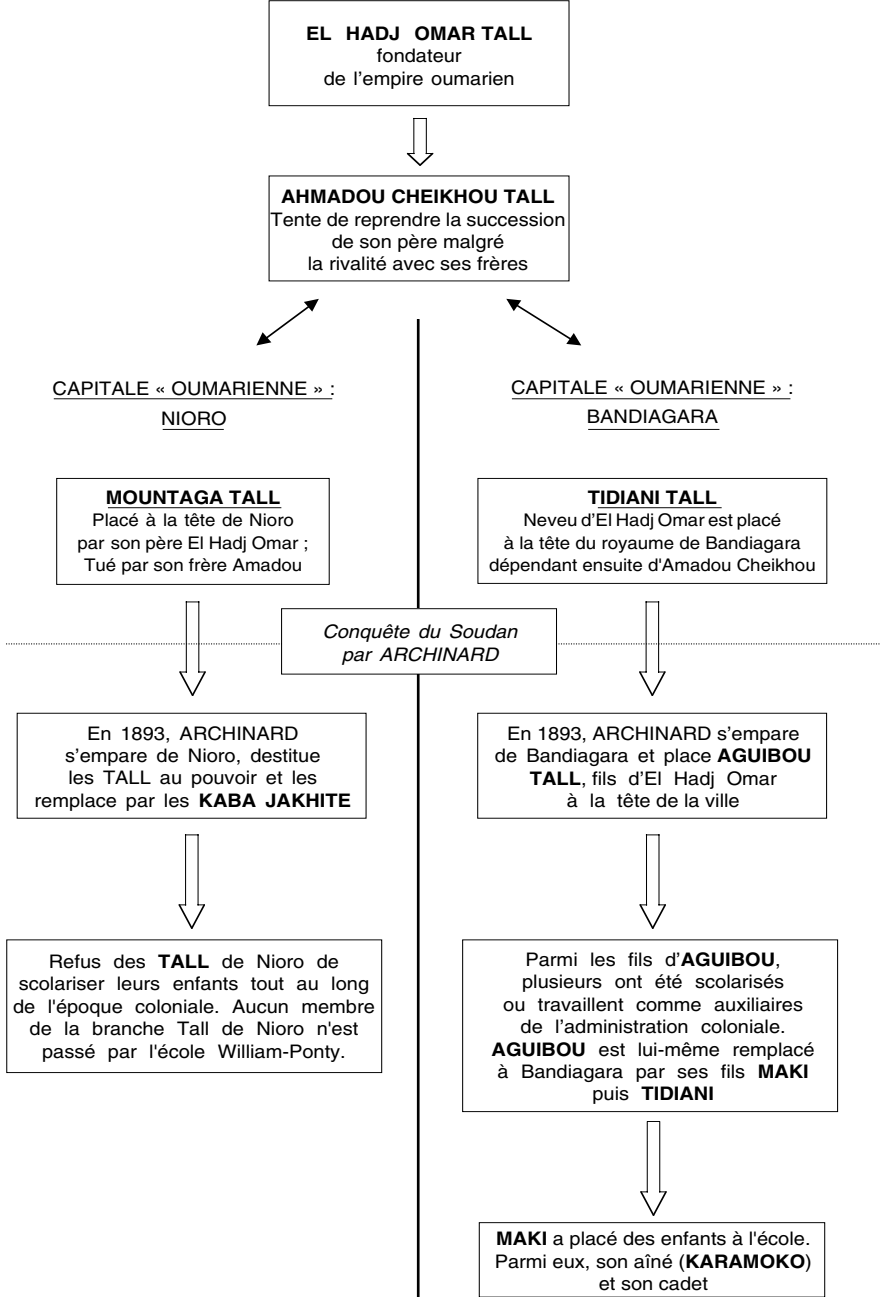 EL HADJ OMAR TALL
fondateur
de l'empire oumarien
AHMADOU CHEIKHOU TALL
Tente de reprendre la succession
de son père malgré
la rivalité avec ses frères
CAPITALE « OUMARIENNE » :
NIORO
MOUNTAGA TALL
Placé à la tête de Nioro
par son père El Hadj Omar ;
Tué par son frère Amadou
CAPITALE « OUMARIENNE » :
BANDIAGARA
TIDIANI TALL
Neveu d'El Hadj Omar est placé
à la tête du royaume de Bandiagara
dépendant ensuite d'Amadou Cheikhou
Conquête du Soudan
par ARCHINARD
En 1893, ARCHINARD
s'empare de Nioro, destitue
les TALL au pouvoir et les
remplace par les KABA JAKHITE
En 1893, ARCHINARD s'empare
de Bandiagara et place AGUIBOU
TALL, fils d'El Hadj Omar
à la tête de la ville
Refus des TALL de Nioro de
scolariser leurs enfants tout au long
de l'époque coloniale. Aucun membre
de la branche Tall de Nioro n'est
passé par l'école William-Ponty.
Parmi les fils d'AGUIBOU,
plusieurs ont été scolarisés
ou travaillent comme auxiliaires
de l'administration coloniale.
AGUIBOU est lui-même remplacé
à Bandiagara par ses fils MAKI
puis TIDIANI
MAKI a placé des enfants à l'école.
Parmi eux, son aîné (KARAMOKO)
et son cadet